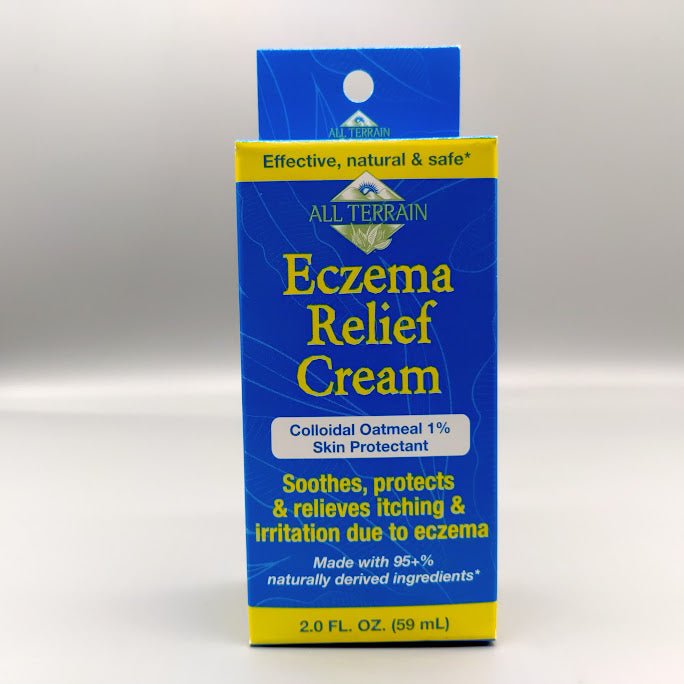 ALL TERRAIN
Effective, natural & safe*
ALL TERRAIN
Eczema
Relief
Cream
Colloidal Oatmeal 1%
Skin Protectant
Soothes, protects
& relieves itching &
irritation due to eczema
Made with 95+%
naturally derived ingredients*
2.0 FL. OZ. (59 mL)